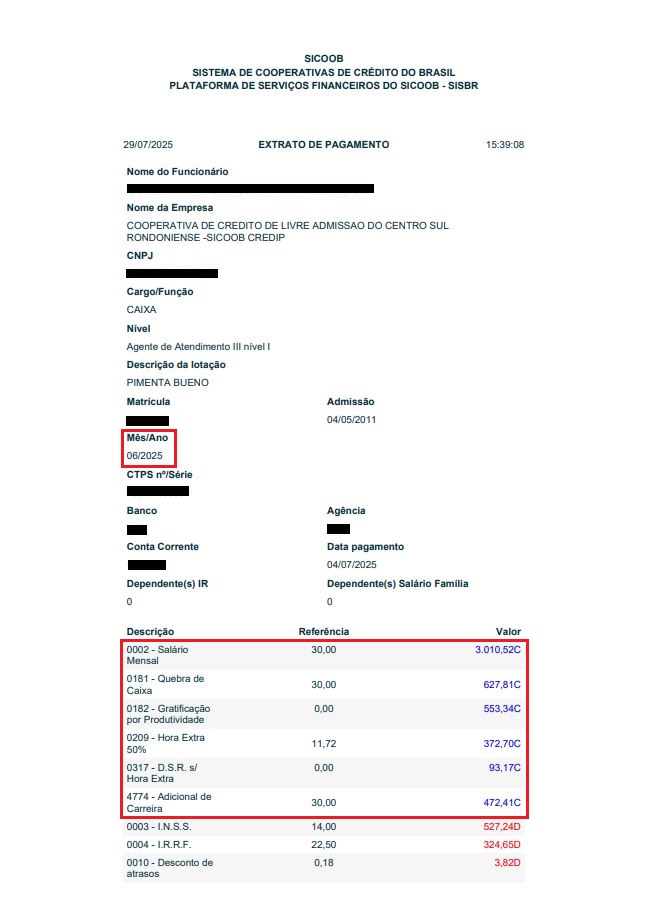 SICOOB
SISTEMA DE COOPERATIVAS DE CRÉDITO DO BRASIL
PLATAFORMA DE SERVIÇOS FINANCEIROS DO SICOOB - SISBR
29/07/2025 EXTRATO DE PAGAMENTO 15:39:08
Nome do Funcionário
Nome da Empresa
COOPERATIVA DE CREDITO DE LIVRE ADMISSAO DO CENTRO SUL
RONDONIENSE -SICOOB CREDIP
CNPJ
Cargo/Função
CAIXA
Nível
Agente de Atendimento III nível I
Descrição da lotação
PIMENTA BUENO
Matrícula Admissão
04/05/2011
Mês/Ano
06/2025
CTPS nº/Série
Banco Agência
Conta Corrente Data pagamento
04/07/2025
Dependente(s) IR Dependente(s) Salário Família
0 0
Descrição Referência Valor
0002 - Salário
Mensal 30,00 3.010,52C
0181 - Quebra de
Caixa 30,00 627,81C
0182 - Gratificação
por Produtividade 0,00 553,34C
0209 - Hora Extra
50% 11,72 372,70C
0317 - D.S.R. s/
Hora Extra 0,00 93,17C
4774 - Adicional de
Carreira 30,00 472,41C
0003 - I.N.S.S. 14,00 527,24D
0004 - I.R.R.F. 22,50 324,65D
0010 - Desconto de
atrasos 0,18 3,82D